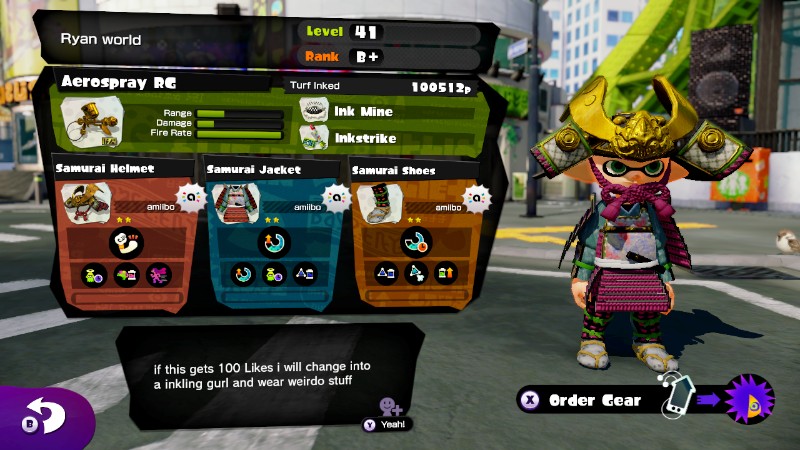 Ryan world
Level 41
Rank B+
Aerospray RG
Turf Inked 100512p
Range
Damage
Fire Rate
Ink Mine
Inkstrike
Samurai Helmet
Samurai Jacket
Samurai Shoes
amiibo
amiibo
amiibo
if this gets 100 Likes i will change into
a inkling gurl and wear weirdo stuff
Y Yeah!
B
X Order Gear